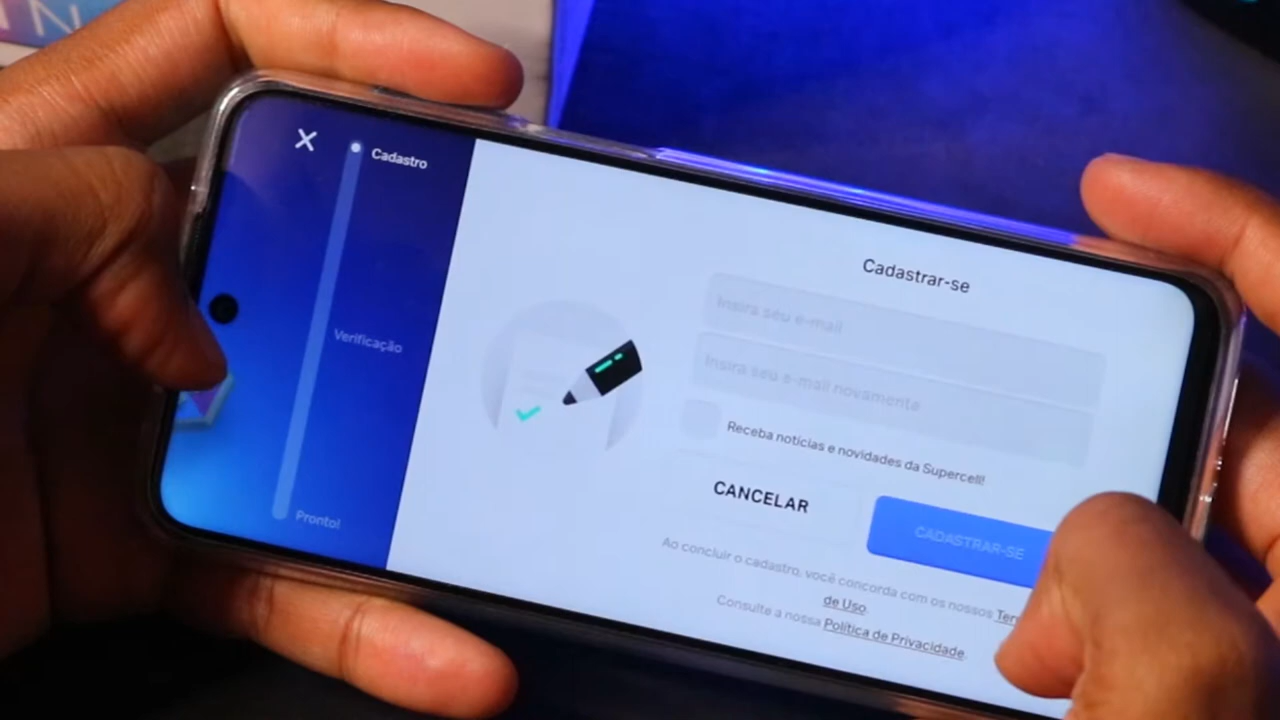 Cadastro
Verificação
Pronto!
Cadastrar-se
Insira seu e-mail
Insira seu e-mail novamente
Receba notícias e novidades da Supercell!
CANCELAR
CADASTRAR-SE
Ao concluir o cadastro, você concorda com os nossos
de Uso.
Consulte a nossa Política de Privacidade.